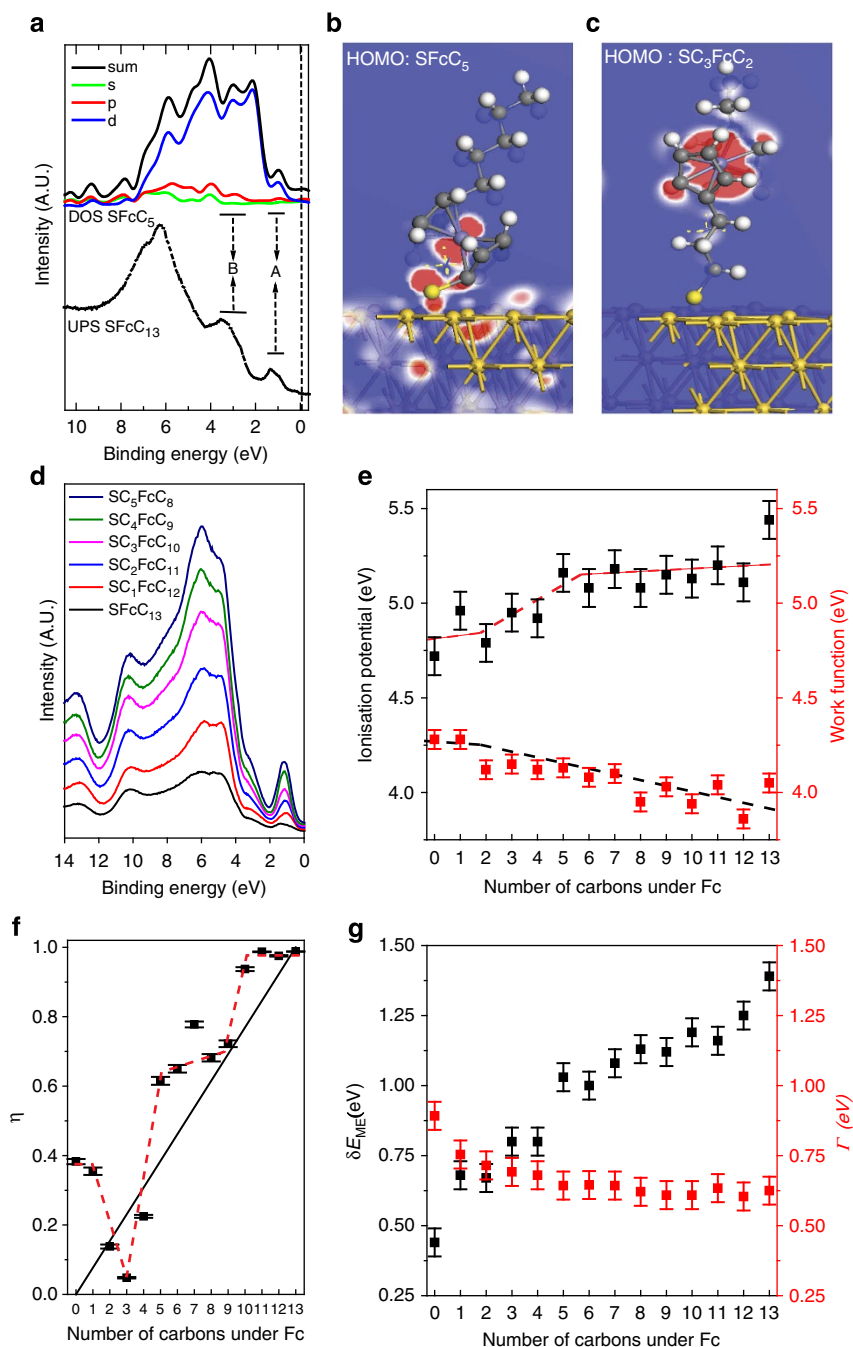 a
sum
s
p
d
DOS SFcC5
B
A
UPS SFcC13
Intensity (A.U.)
10 8 6 4 2 0
Binding energy (eV)
b
HOMO: SFcC5
c
HOMO : SC3FcC2
d
SC5FcC8
SC4FcC9
SC3FcC10
SC2FcC11
SC1FcC12
SFcC13
Intensity (A.U.)
14 12 10 8 6 4 2 0
Binding energy (eV)
e
5.5
5.0
4.5
4.0
Ionisation potential (eV)
5.5
5.0
4.5
4.0
Work function (eV)
0 1 2 3 4 5 6 7 8 9 10 11 12 13
Number of carbons under Fc
f
1.0
0.8
0.6
0.4
0.2
0.0
η
0 1 2 3 4 5 6 7 8 9 10 11 12 13
Number of carbons under Fc
g
1.50
1.25
1.00
0.75
0.50
0.25
δEME(eV)
1.50
1.25
1.00
0.75
0.50
0.25
Γ (eV)
0 1 2 3 4 5 6 7 8 9 10 11 12 13
Number of carbons under Fc